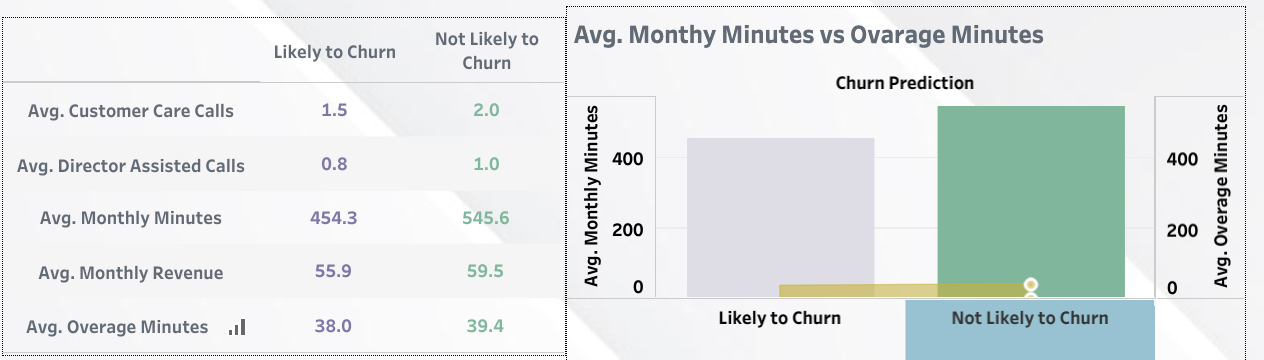 Likely to Churn
Not Likely to
Churn
Avg. Customer Care Calls 1.5 2.0
Avg. Director Assisted Calls 0.8 1.0
Avg. Monthly Minutes 454.3 545.6
Avg. Monthly Revenue 55.9 59.5
Avg. Overage Minutes 38.0 39.4
Avg. Monthy Minutes vs Ovarage Minutes
Churn Prediction
Avg. Monthly Minutes
400
200
0
400
200
0
Avg. Overage Minutes
Likely to Churn
Not Likely to Churn